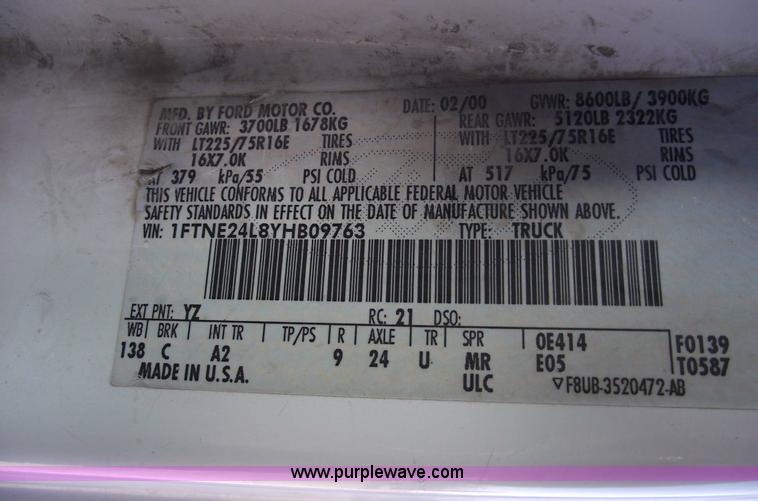 MFD. BY FORD MOTOR CO. DATE: 02/00 GVWR: 8600LB/ 3900KG
FRONT GAWR: 3700LB 1678KG REAR GAWR: 5120LB 2322KG
WITH LT225/75R16E TIRES WITH LT225/75R16E TIRES
16X7.0K RIMS 16X7.0K RIMS
AT 379 kPa/55 PSI COLD AT 517 kPa/75 PSI COLD
THIS VEHICLE CONFORMS TO ALL APPLICABLE FEDERAL MOTOR VEHICLE
SAFETY STANDARDS IN EFFECT ON THE DATE OF MANUFACTURE SHOWN ABOVE.
VIN: 1FTNE24L8YHB09763 TYPE: TRUCK
EXT PNT: YZ RC: 21 DSO:
WB BRK INT TR TP/PS R AXLE TR SPR 0E414 F0139
138 C A2 9 24 U MR E05 T0587
MADE IN U.S.A. ULC ▽F8UB-3520472-AB
www.purplewave.com